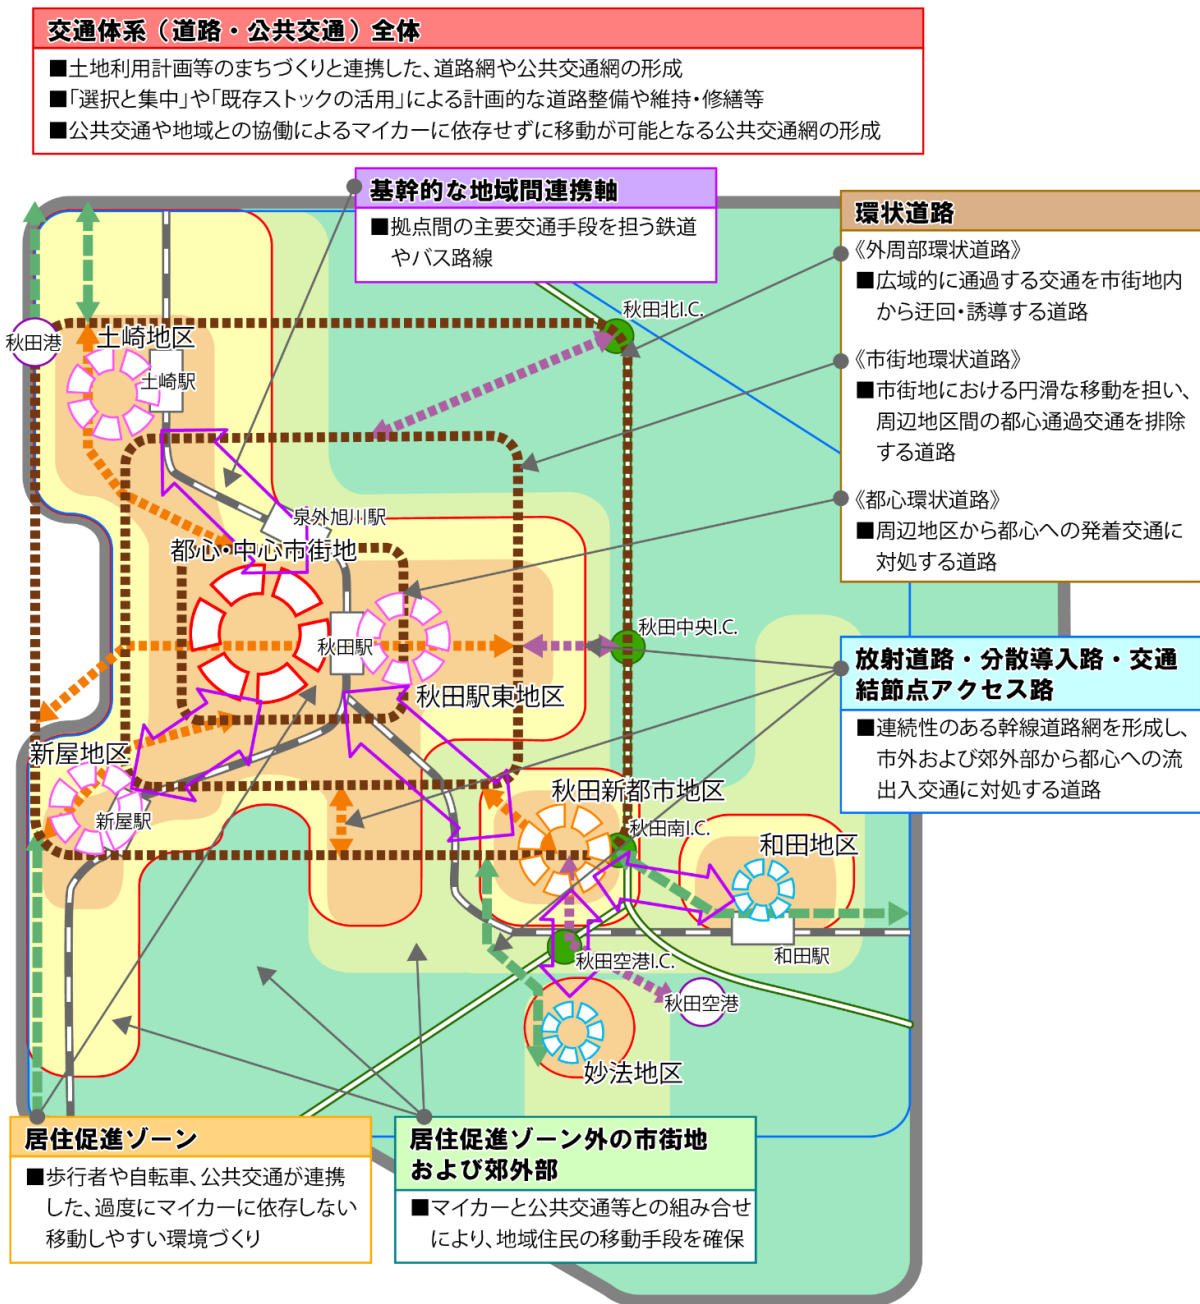 交通体系（道路・公共交通）全体
■土地利用計画等のまちづくりと連携した、道路網や公共交通網の形成
■「選択と集中」や「既存ストックの活用」による計画的な道路整備や維持・修繕等
■公共交通や地域との協働によるマイカーに依存せずに移動が可能となる公共交通網の形成
基幹的な地域間連携軸
■拠点間の主要交通手段を担う鉄道
やバス路線
環状道路
《外周部環状道路》
■広域的に通過する交通を市街地内
から迂回・誘導する道路
《市街地環状道路》
■市街地における円滑な移動を担い、
周辺地区間の都心通過交通を排除
する道路
《都心環状道路》
■周辺地区から都心への発着交通に
対処する道路
秋田北I.C.
秋田港
土崎地区
土崎駅
泉外旭川駅
都心・中心市街地
秋田駅
秋田中央I.C.
秋田駅東地区
放射道路・分散導入路・交通
結節点アクセス路
■連続性のある幹線道路網を形成し、
市外および郊外部から都心への流
出入交通に対処する道路
新屋地区
新屋駅
秋田新都市地区
秋田南I.C.
和田地区
和田駅
秋田空港I.C.
秋田空港
妙法地区
居住促進ゾーン
■歩行者や自転車、公共交通が連携
した、過度にマイカーに依存しない
移動しやすい環境づくり
居住促進ゾーン外の市街地
および郊外部
■マイカーと公共交通等との組み合せ
により、地域住民の移動手段を確保